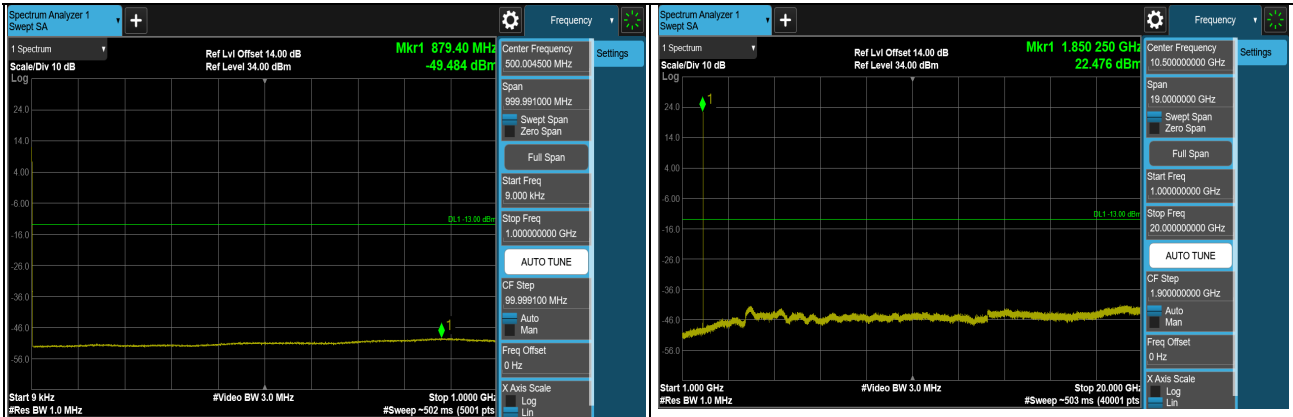 Spectrum Analyzer 1
Swept SA
+
Frequency
1 Spectrum
Scale/Div 10 dB
Log
Ref Lvl Offset 14.00 dB
Ref Level 34.00 dBm
Mkr1 879.40 MHz
-49.484 dBm
24.0
14.0
4.00
-6.00
-16.0
-26.0
-36.0
-46.0
-56.0
DL1 -13.00 dBm
1
Start 9 kHz
#Res BW 1.0 MHz
#Video BW 3.0 MHz
Stop 1.0000 GHz
#Sweep ~502 ms (5001 pts
Center Frequency
500.004500 MHz
Span
999.991000 MHz
Swept Span
Zero Span
Full Span
Start Freq
9.000 kHz
Stop Freq
1.000000000 GHz
AUTO TUNE
CF Step
99.999100 MHz
Auto
Man
Freq Offset
0 Hz
X Axis Scale
Log
Lin
Settings
Spectrum Analyzer 1
Swept SA
+
Frequency
1 Spectrum
Scale/Div 10 dB
Log
Ref Lvl Offset 14.00 dB
Ref Level 34.00 dBm
Mkr1 1.850 250 GHz
22.476 dBm
24.0
14.0
4.00
-6.00
-16.0
-26.0
-36.0
-46.0
-56.0
1
DL1 -13.00 dBm
Start 1.000 GHz
#Res BW 1.0 MHz
#Video BW 3.0 MHz
Stop 20.000 GHz
#Sweep ~503 ms (40001 pts
Center Frequency
10.500000000 GHz
Span
19.0000000 GHz
Swept Span
Zero Span
Full Span
Start Freq
1.000000000 GHz
Stop Freq
20.000000000 GHz
AUTO TUNE
CF Step
1.900000000 GHz
Auto
Man
Freq Offset
0 Hz
X Axis Scale
Log
Lin
Settings